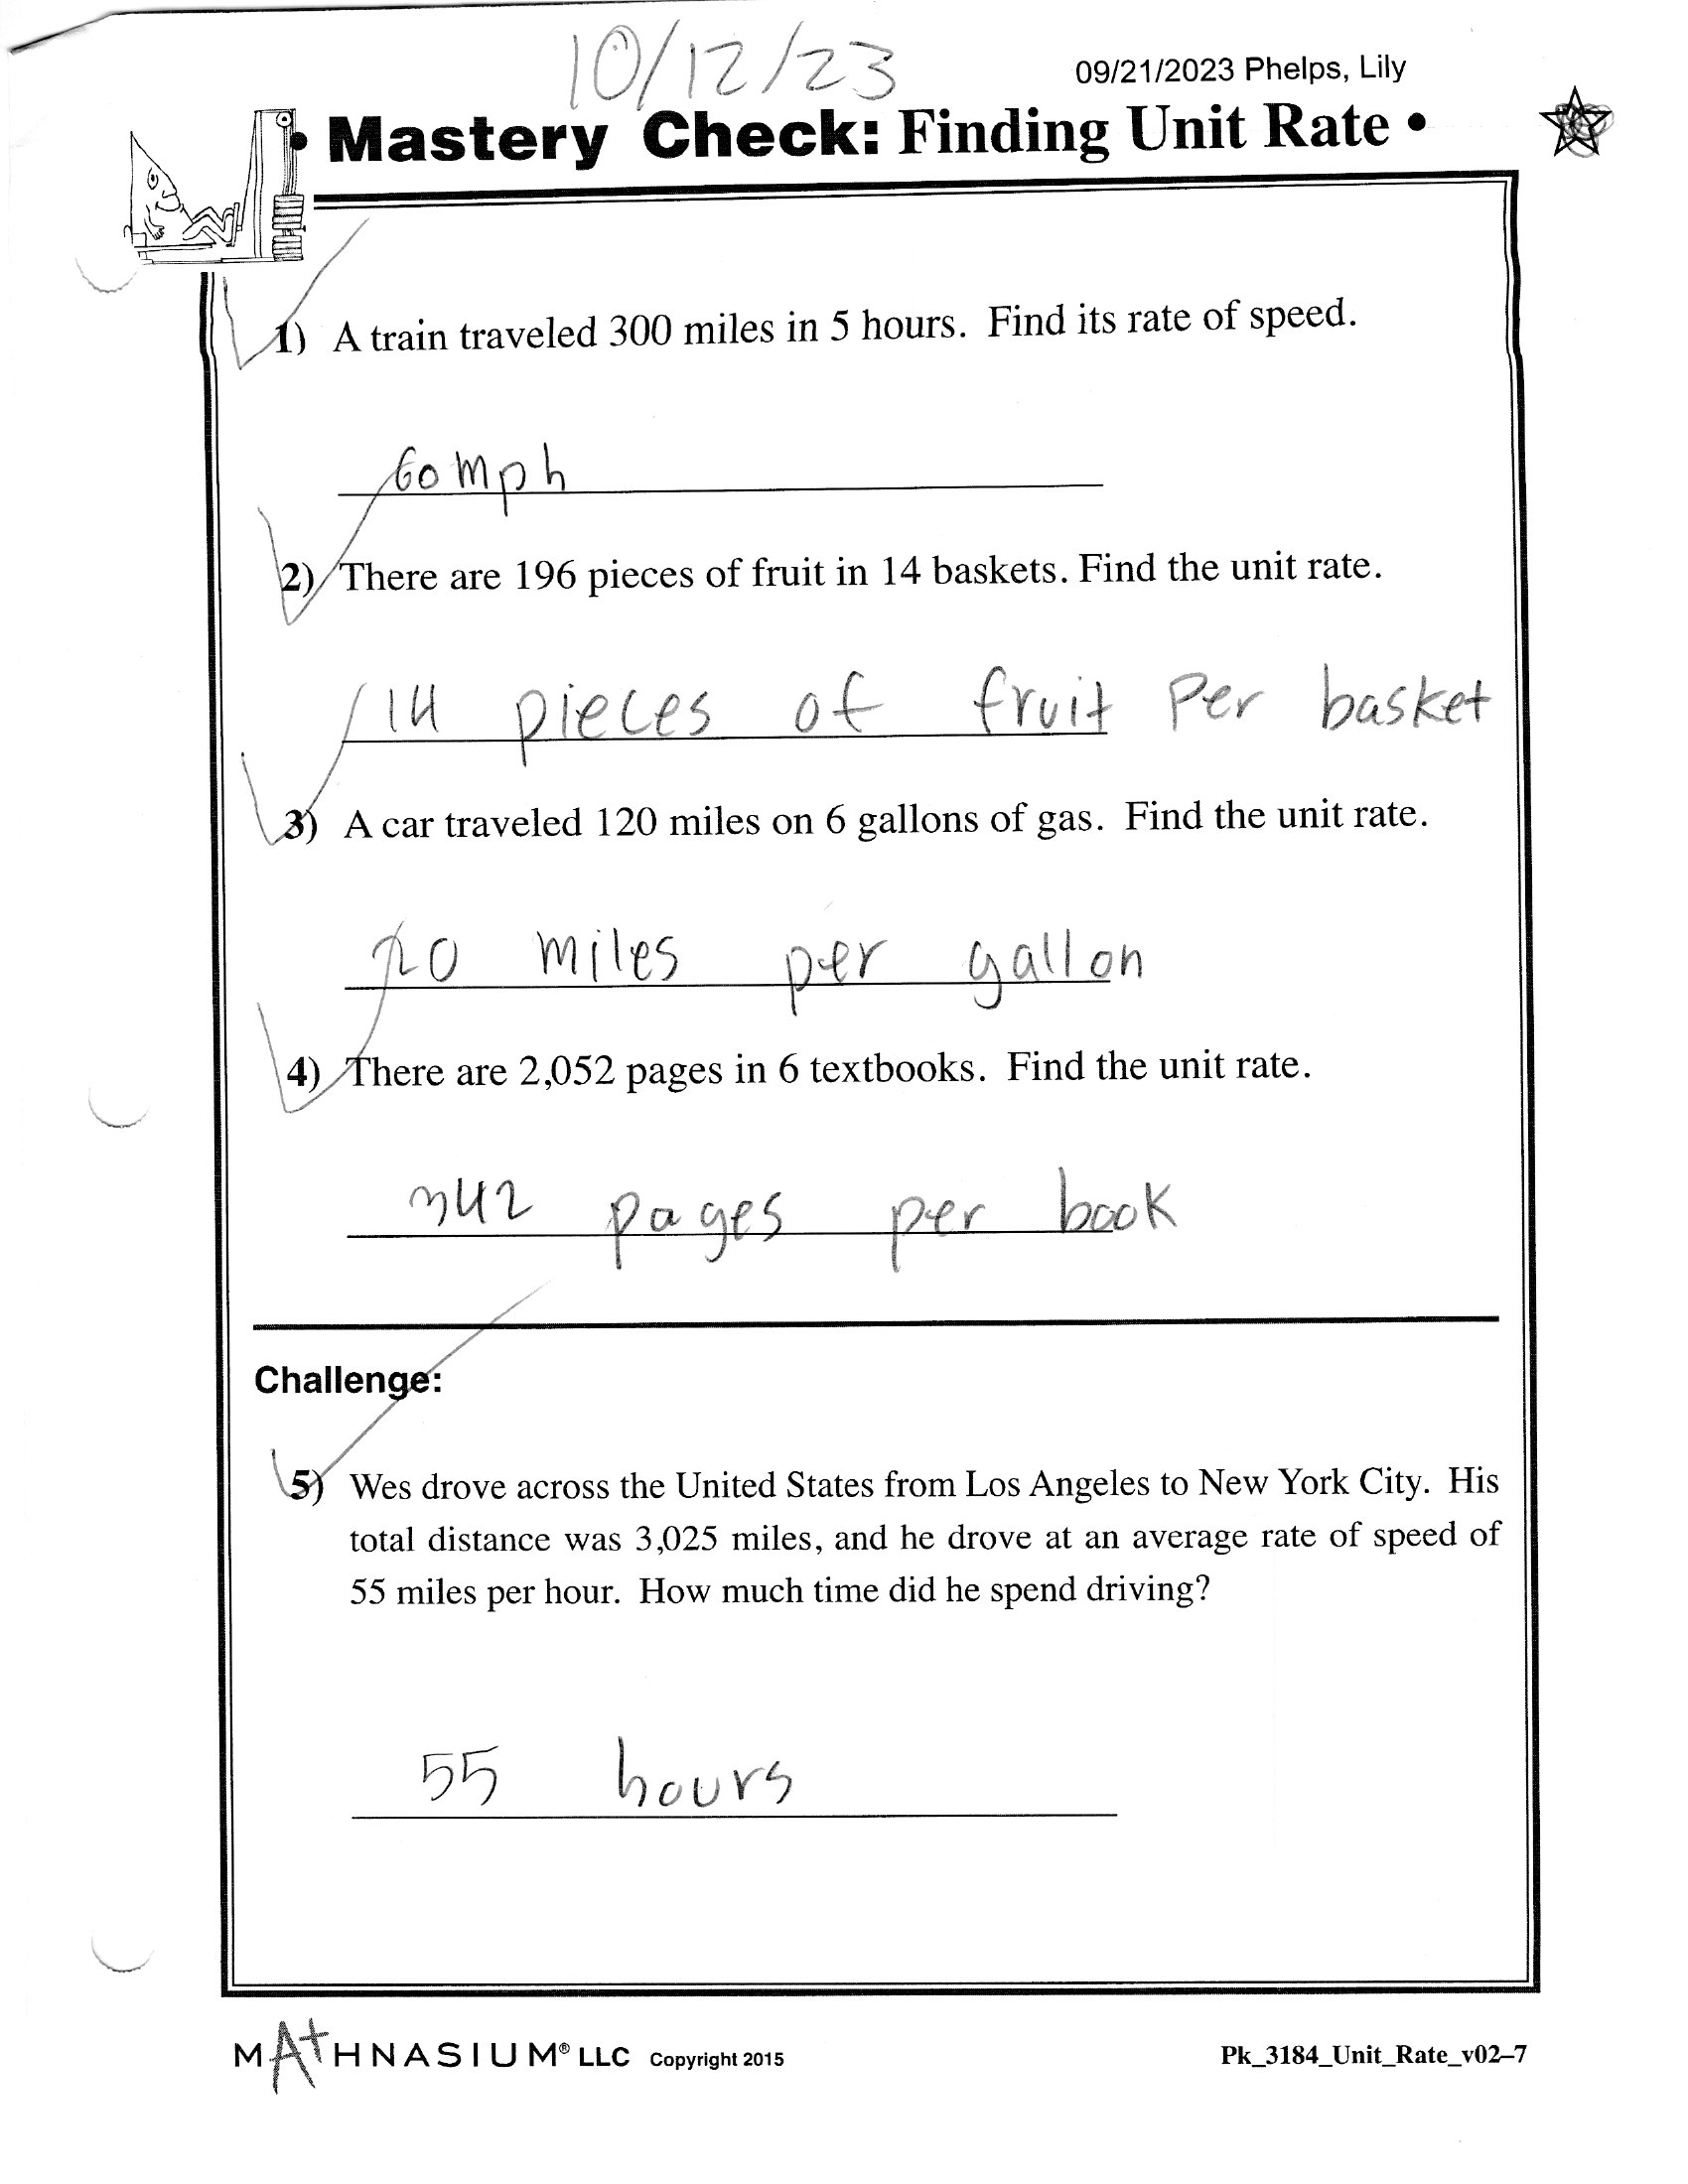 10/12/23
09/21/2023 Phelps, Lily
• Mastery Check: Finding Unit Rate •
1) A train traveled 300 miles in 5 hours. Find its rate of speed.
60 mph
2) There are 196 pieces of fruit in 14 baskets. Find the unit rate.
14 pieces of fruit Per basket
3) A car traveled 120 miles on 6 gallons of gas. Find the unit rate.
20 miles per gallon
4) There are 2,052 pages in 6 textbooks. Find the unit rate.
342 pages per book
Challenge:
5) Wes drove across the United States from Los Angeles to New York City. His
total distance was 3,025 miles, and he drove at an average rate of speed of
55 miles per hour. How much time did he spend driving?
55 hours
MATHNASIUM® LLC Copyright 2015
Pk_3184_Unit_Rate_v02–7